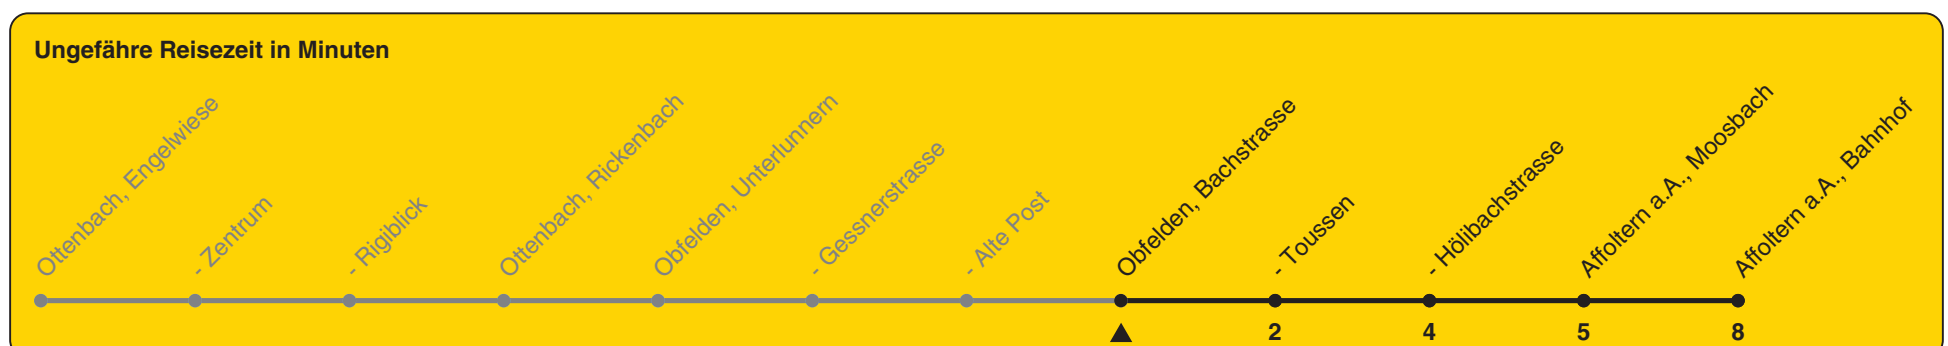 Ungefähre Reisezeit in Minuten
Ottenbach, Engelwiese
- Zentrum
- Rigiblick
Ottenbach, Rickenbach
Obfelden, Unterlunnern
- Gessnerstrasse
- Alte Post
Obfelden, Bachstrasse
- Toussen
- Hölibachstrasse
Affoltern a.A., Moosbach
Affoltern a.A., Bahnhof
2 4 5 8